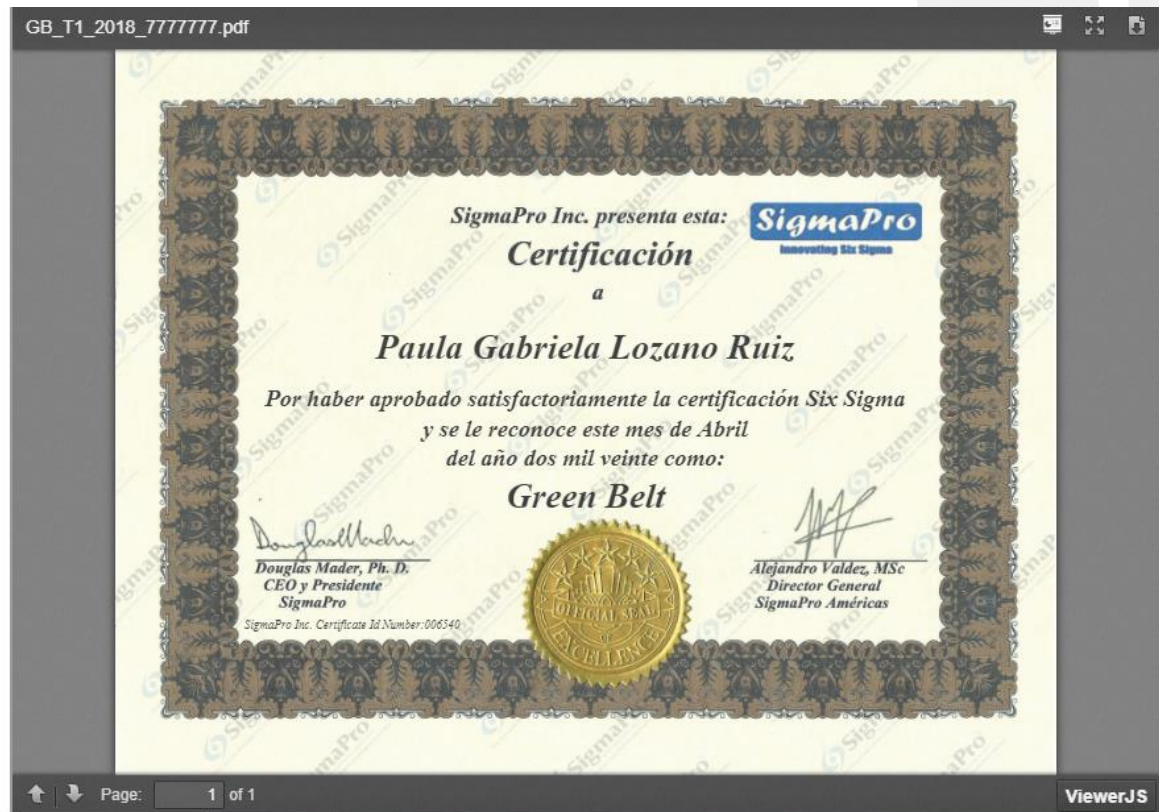 GB_T1_2018_7777777.pdf
SigmaPro Inc. presenta esta:
SigmaPro
Innovating Six Sigma
Certificación
a
Paula Gabriela Lozano Ruiz
Por haber aprobado satisfactoriamente la certificación Six Sigma
y se le reconoce este mes de Abril
del año dos mil veinte como:
Green Belt
Douglas Mader, Ph. D.
CEO y Presidente
SigmaPro
SigmaPro Inc. Certificate Id Number:006540
Alejandro Valdez, MSc
Director General
SigmaPro Américas
OFFICIAL SEAL
OF
EXCELLENCE
Page: 1 of 1
ViewerJS